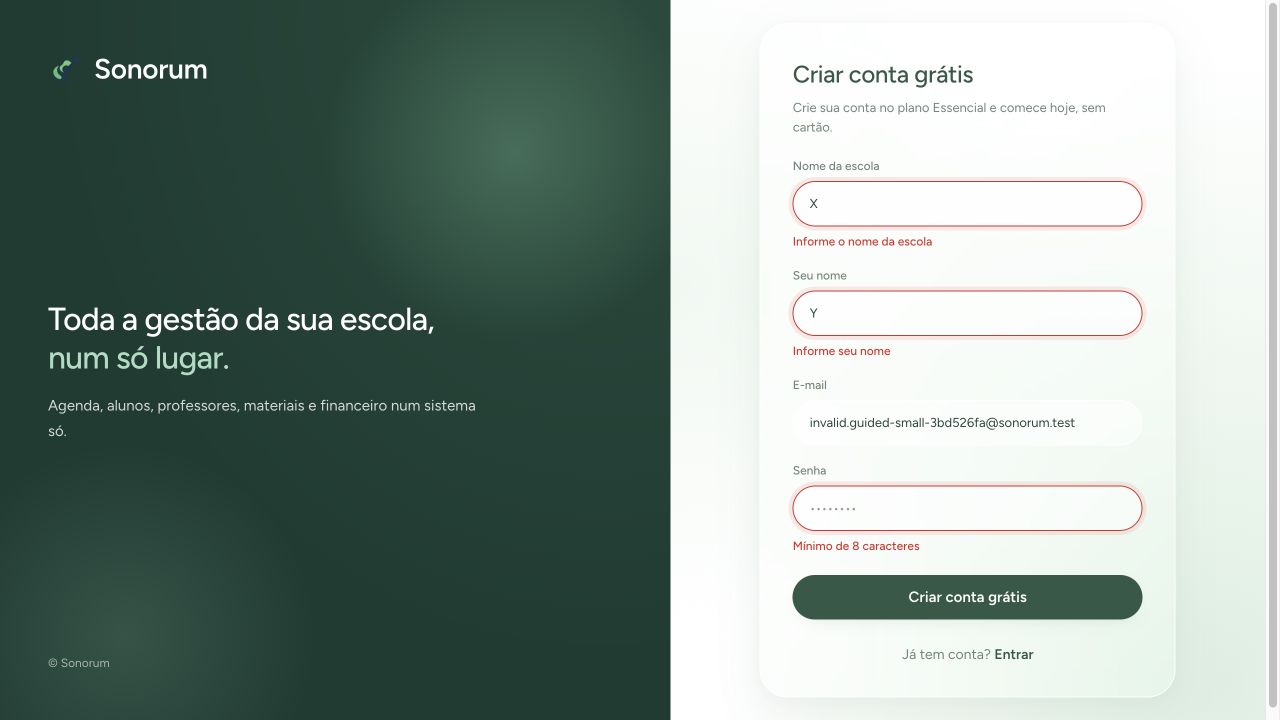 Sonorum
Toda a gestão da sua escola,
num só lugar.
Agenda, alunos, professores, materiais e financeiro num sistema
só.
© Sonorum
Criar conta grátis
Crie sua conta no plano Essencial e comece hoje, sem
cartão.
Nome da escola
X
Informe o nome da escola
Seu nome
Y
Informe seu nome
E-mail
invalid.guided-small-3bd526fa@sonorum.test
Senha
••••••••
Mínimo de 8 caracteres
Criar conta grátis
Já tem conta? Entrar